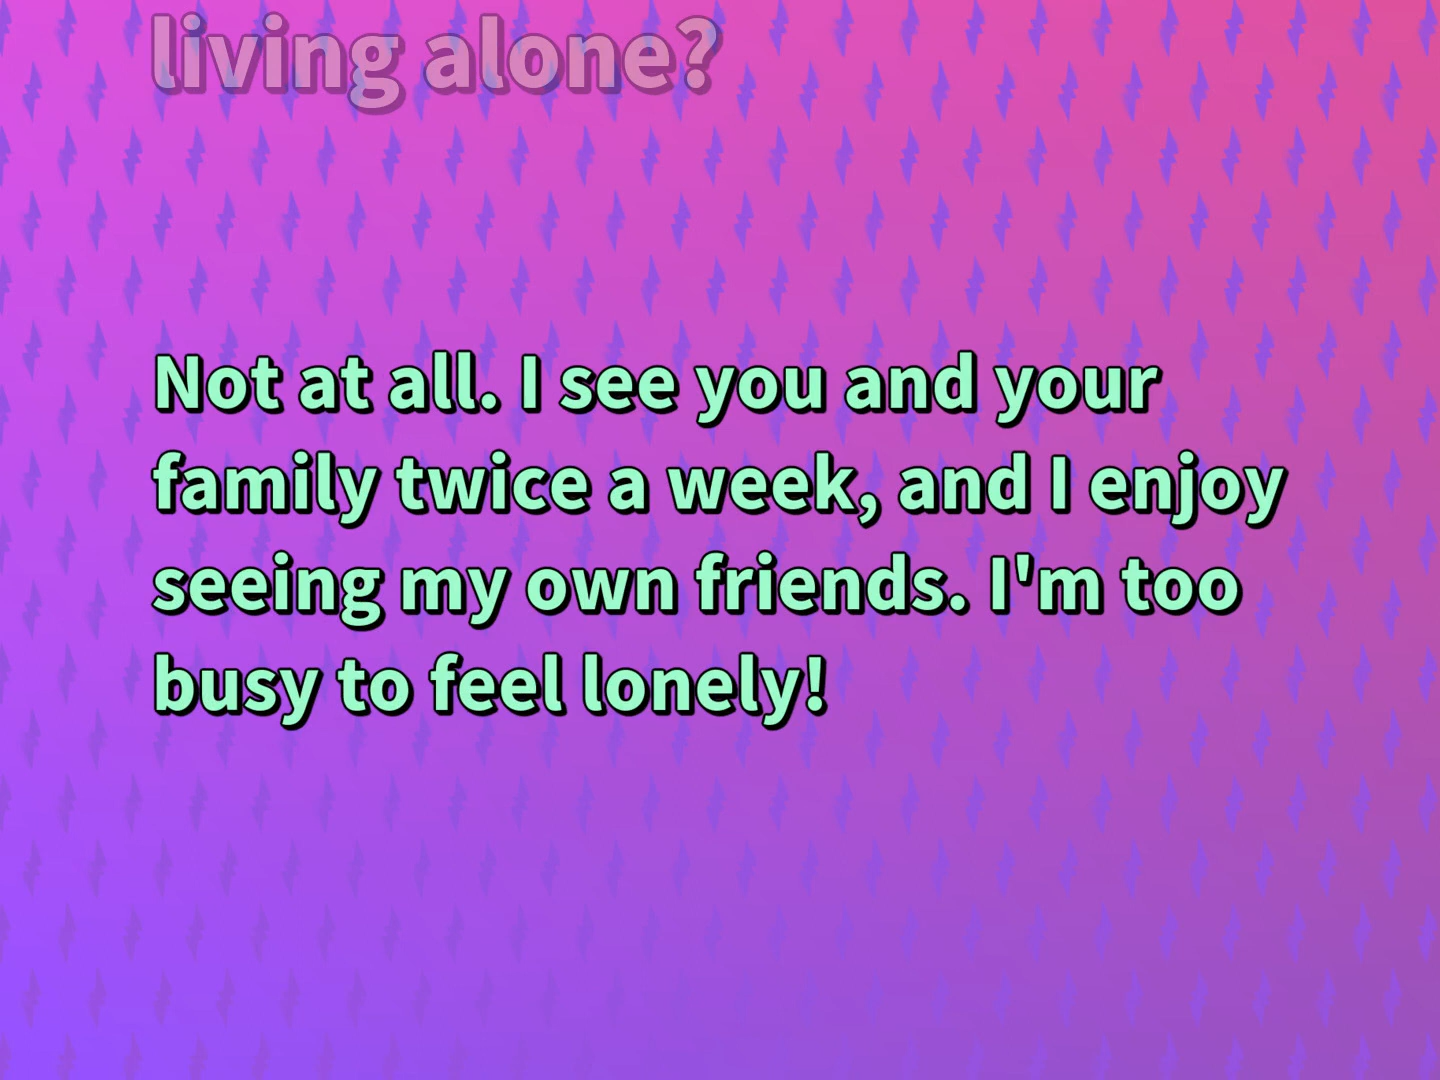 living alone?
Not at all. I see you and your
family twice a week, and I enjoy
seeing my own friends. I'm too
busy to feel lonely!